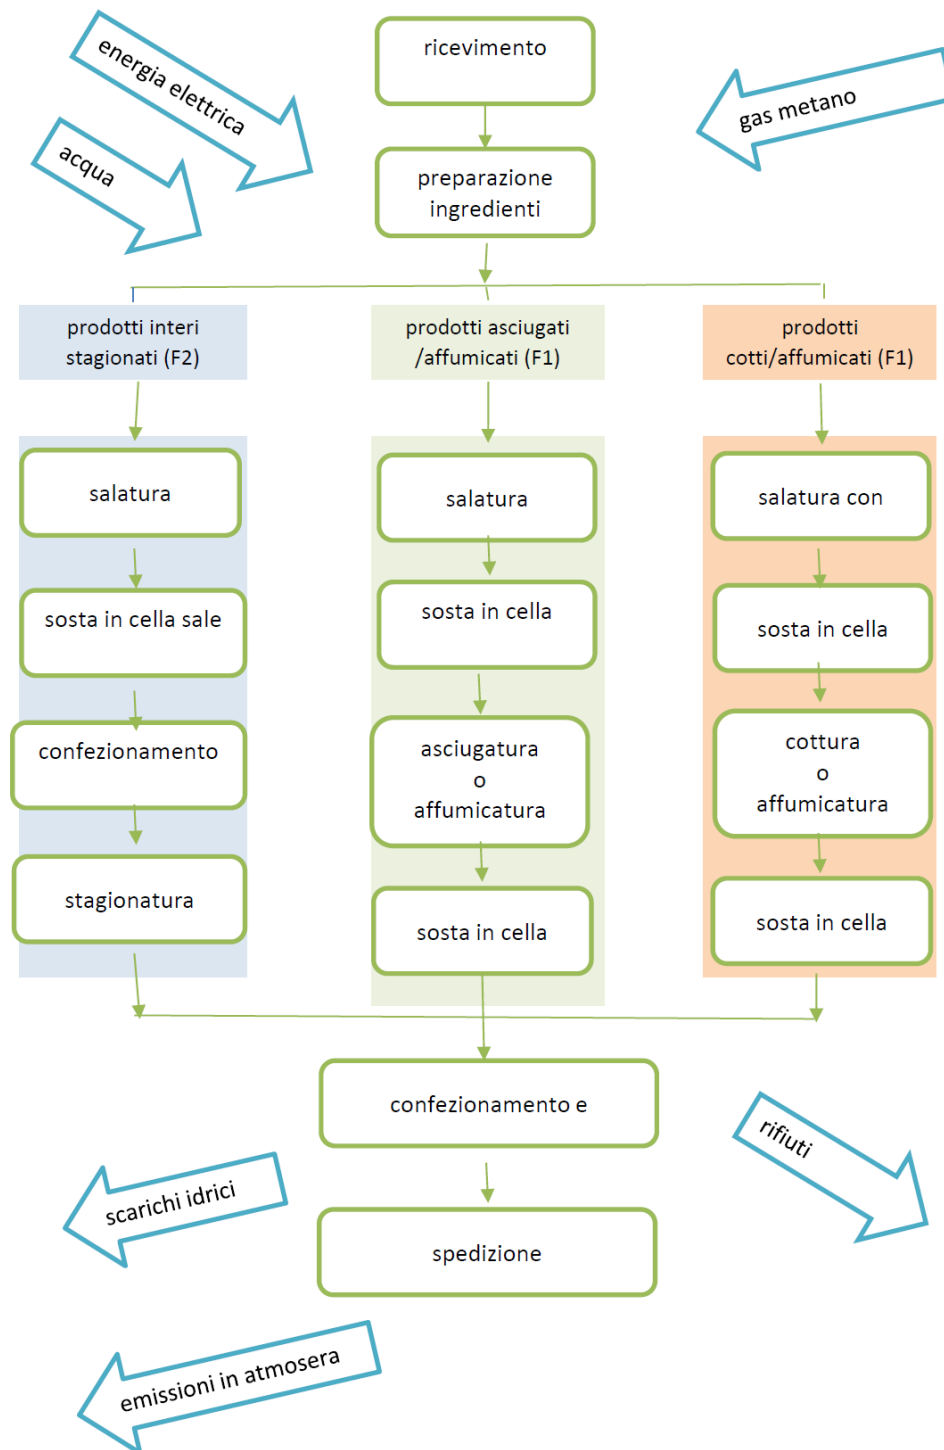 energia elettrica
acqua
ricevimento
gas metano
preparazione
ingredienti
prodotti interi
stagionati (F2)
prodotti asciugati
/affumicati (F1)
prodotti
cotti/affumicati (F1)
salatura
sosta in cella sale
confezionamento
stagionatura
salatura
sosta in cella
asciugatura
o
affumicatura
sosta in cella
salatura con
sosta in cella
cottura
o
affumicatura
sosta in cella
confezionamento e
spedizione
rifiuti
scarichi idrici
emissioni in atmosera